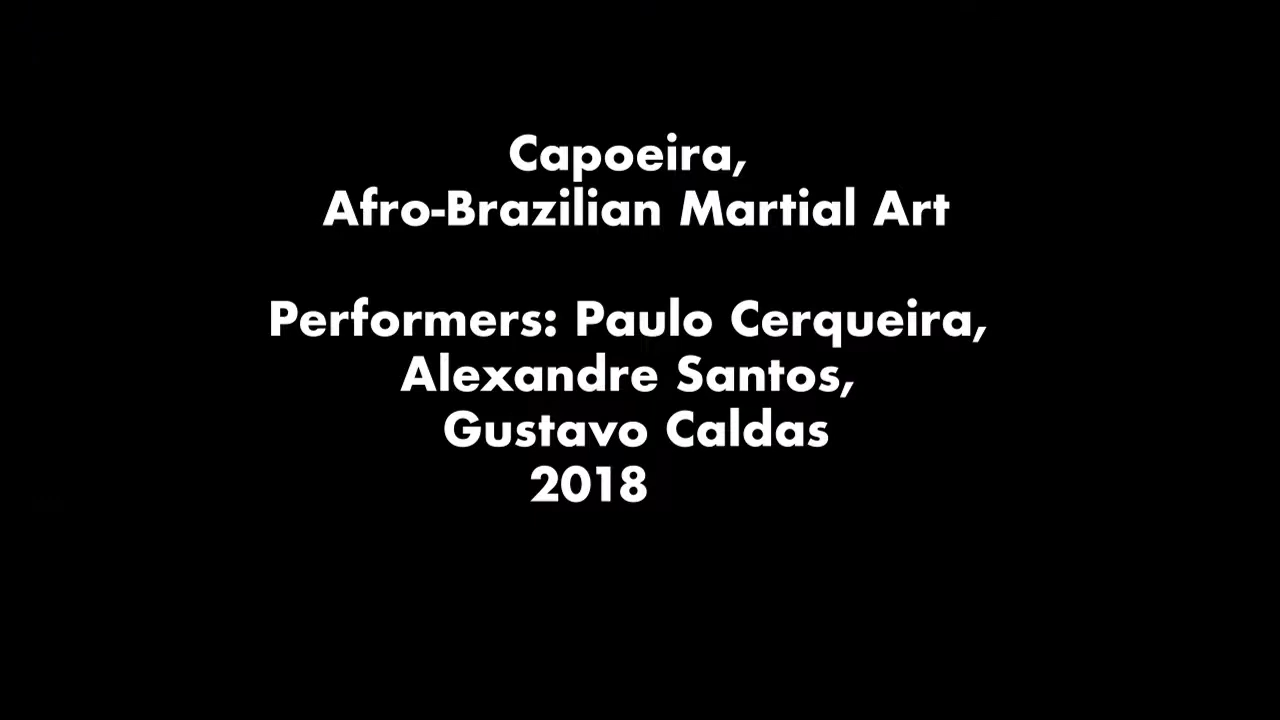 Capoeira,
Afro-Brazilian Martial Art
Performers: Paulo Cerqueira,
Alexandre Santos,
Gustavo Caldas
2018